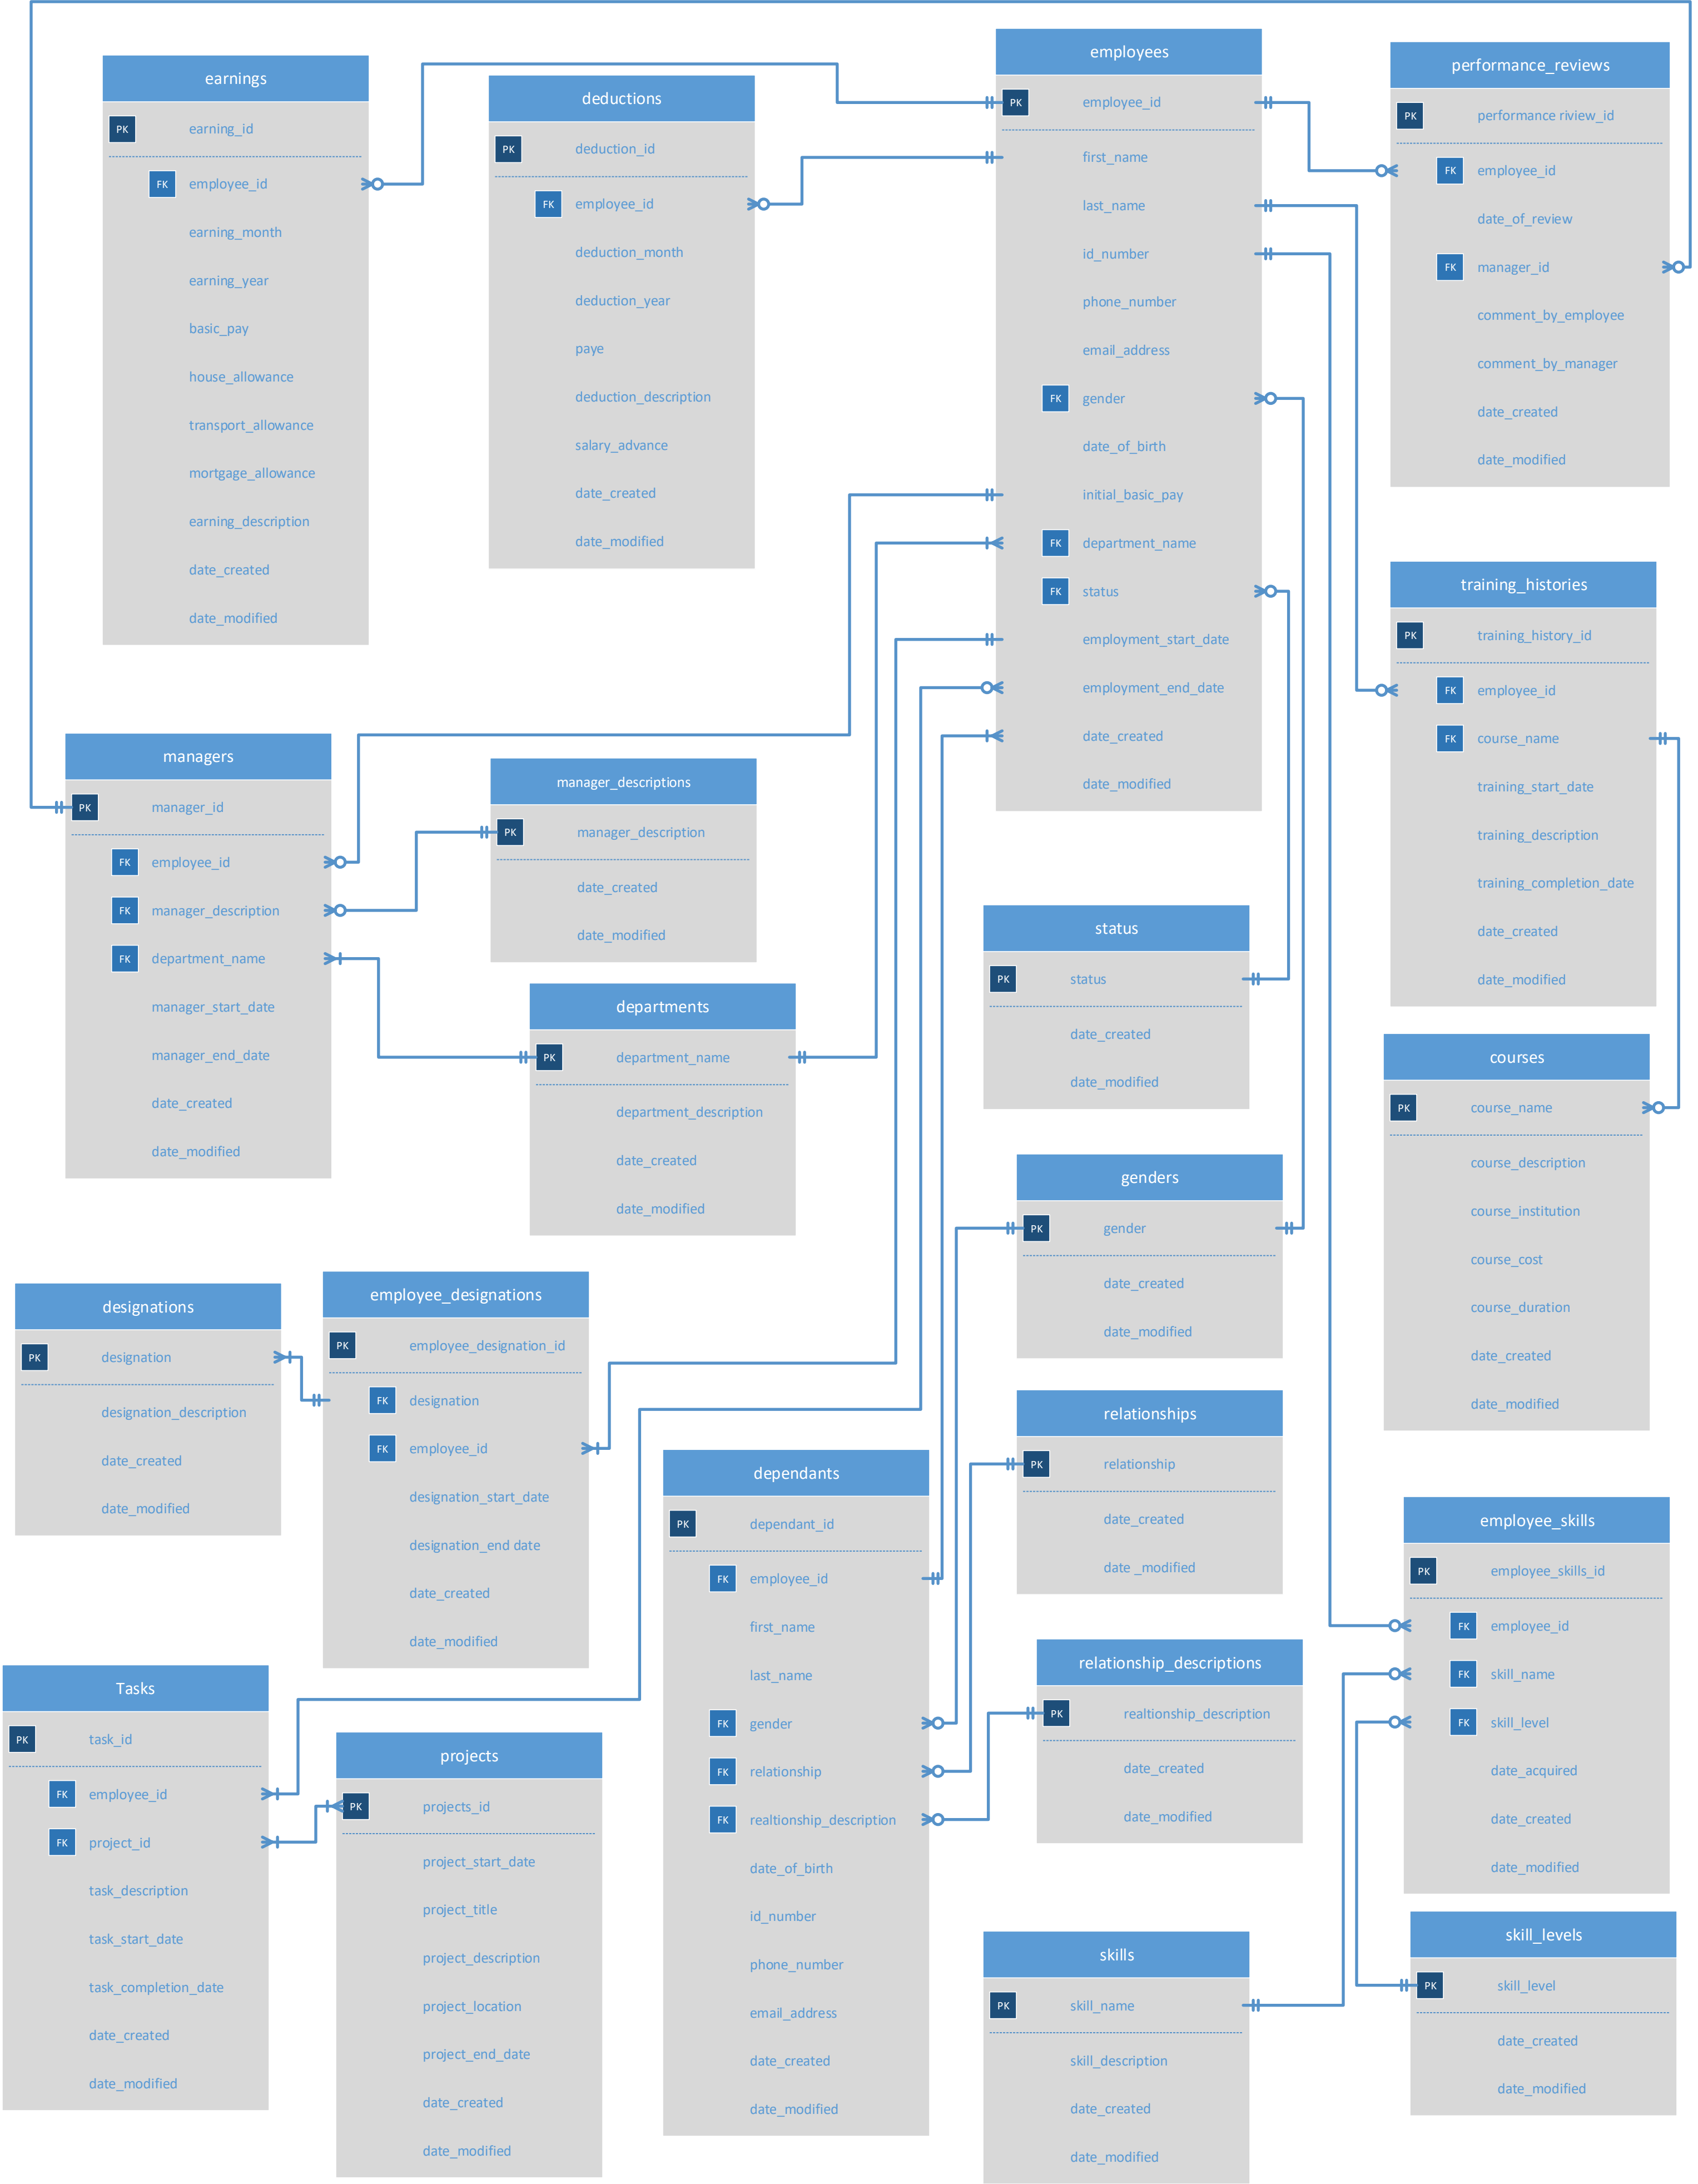 earnings
PK earning_id
FK employee_id
earning_month
earning_year
basic_pay
house_allowance
transport_allowance
mortgage_allowance
earning_description
date_created
date_modified
deductions
PK deduction_id
FK employee_id
deduction_month
deduction_year
paye
deduction_description
salary_advance
date_created
date_modified
employees
PK employee_id
first_name
last_name
id_number
phone_number
email_address
FK gender
date_of_birth
initial_basic_pay
FK department_name
FK status
employment_start_date
employment_end_date
date_created
date_modified
performance_reviews
PK performance riview_id
FK employee_id
date_of_review
FK manager_id
comment_by_employee
comment_by_manager
date_created
date_modified
training_histories
PK training_history_id
FK employee_id
FK course_name
training_start_date
training_description
training_completion_date
date_created
date_modified
managers
PK manager_id
FK employee_id
FK manager_description
FK department_name
manager_start_date
manager_end_date
date_created
date_modified
manager_descriptions
PK manager_description
date_created
date_modified
departments
PK department_name
department_description
date_created
date_modified
status
PK status
date_created
date_modified
courses
PK course_name
course_description
course_institution
course_cost
course_duration
date_created
date_modified
genders
PK gender
date_created
date_modified
designations
PK designation
designation_description
date_created
date_modified
employee_designations
PK employee_designation_id
FK designation
FK employee_id
designation_start_date
designation_end date
date_created
date_modified
relationships
PK relationship
date_created
date _modified
dependants
PK dependant_id
FK employee_id
first_name
last_name
FK gender
FK relationship
FK realtionship_description
date_of_birth
id_number
phone_number
email_address
date_created
date_modified
employee_skills
PK employee_skills_id
FK employee_id
FK skill_name
FK skill_level
date_acquired
date_created
date_modified
relationship_descriptions
PK realtionship_description
date_created
date_modified
Tasks
PK task_id
FK employee_id
FK project_id
task_description
task_start_date
task_completion_date
date_created
date_modified
projects
PK projects_id
project_start_date
project_title
project_description
project_location
project_end_date
date_created
date_modified
skills
PK skill_name
skill_description
date_created
date_modified
skill_levels
PK skill_level
date_created
date_modified